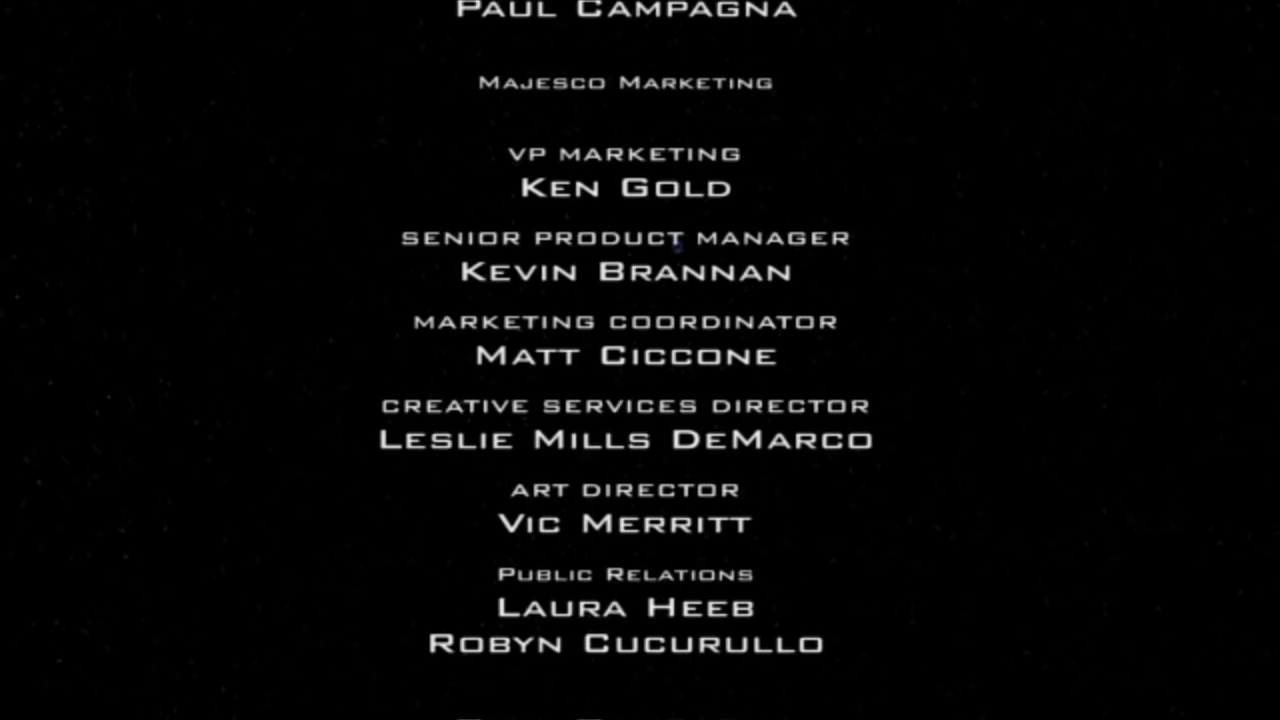 Paul Campagna
Majesco Marketing
VP MARKETING
Ken Gold
SENIOR PRODUCT MANAGER
Kevin Brannan
MARKETING COORDINATOR
Matt Ciccone
CREATIVE SERVICES DIRECTOR
Leslie Mills DeMarco
ART DIRECTOR
Vic Merritt
Public Relations
Laura Heeb
Robyn Cucurullo